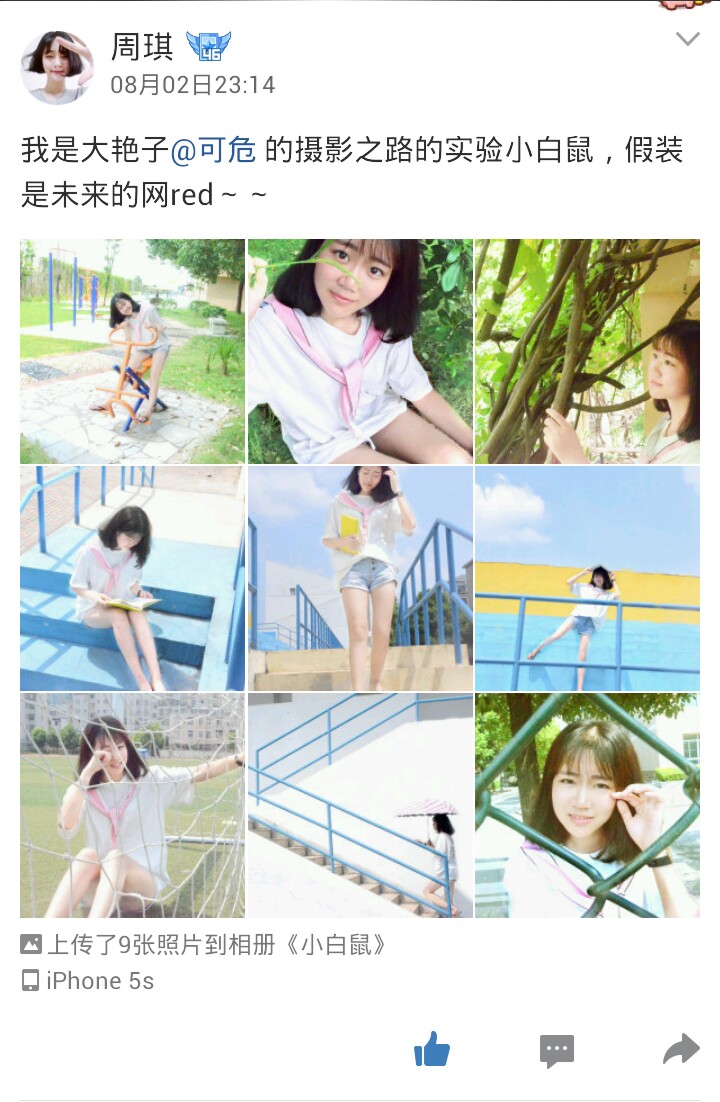 周琪
46
08月02日23:14
我是大艳子@可危 的摄影之路的实验小白鼠，假装
是未来的网red～～
上传了9张照片到相册《小白鼠》
iPhone 5s